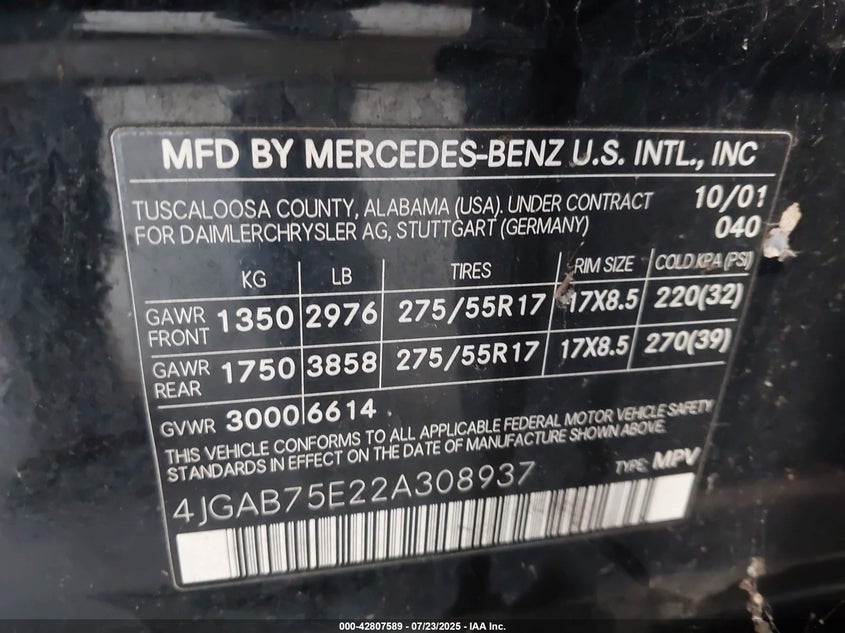 MFD BY MERCEDES-BENZ U.S. INTL., INC
TUSCALOOSA COUNTY, ALABAMA (USA). UNDER CONTRACT 10/01
FOR DAIMLERCHRYSLER AG, STUTTGART (GERMANY) 040
KG LB TIRES RIM SIZE COLD KPA (PSI)
GAWR FRONT 1350 2976 275/55R17 17X8.5 220(32)
GAWR REAR 1750 3858 275/55R17 17X8.5 270(39)
GVWR 3000 6614
THIS VEHICLE CONFORMS TO ALL APPLICABLE FEDERAL MOTOR VEHICLE SAFETY
STANDARDS IN EFFECT ON THE DATE OF MANUFACTURE SHOWN ABOVE.
TYPE: MPV
4JGAB75E22A308937
000-42807589 - 07/23/2025 - IAA Inc.